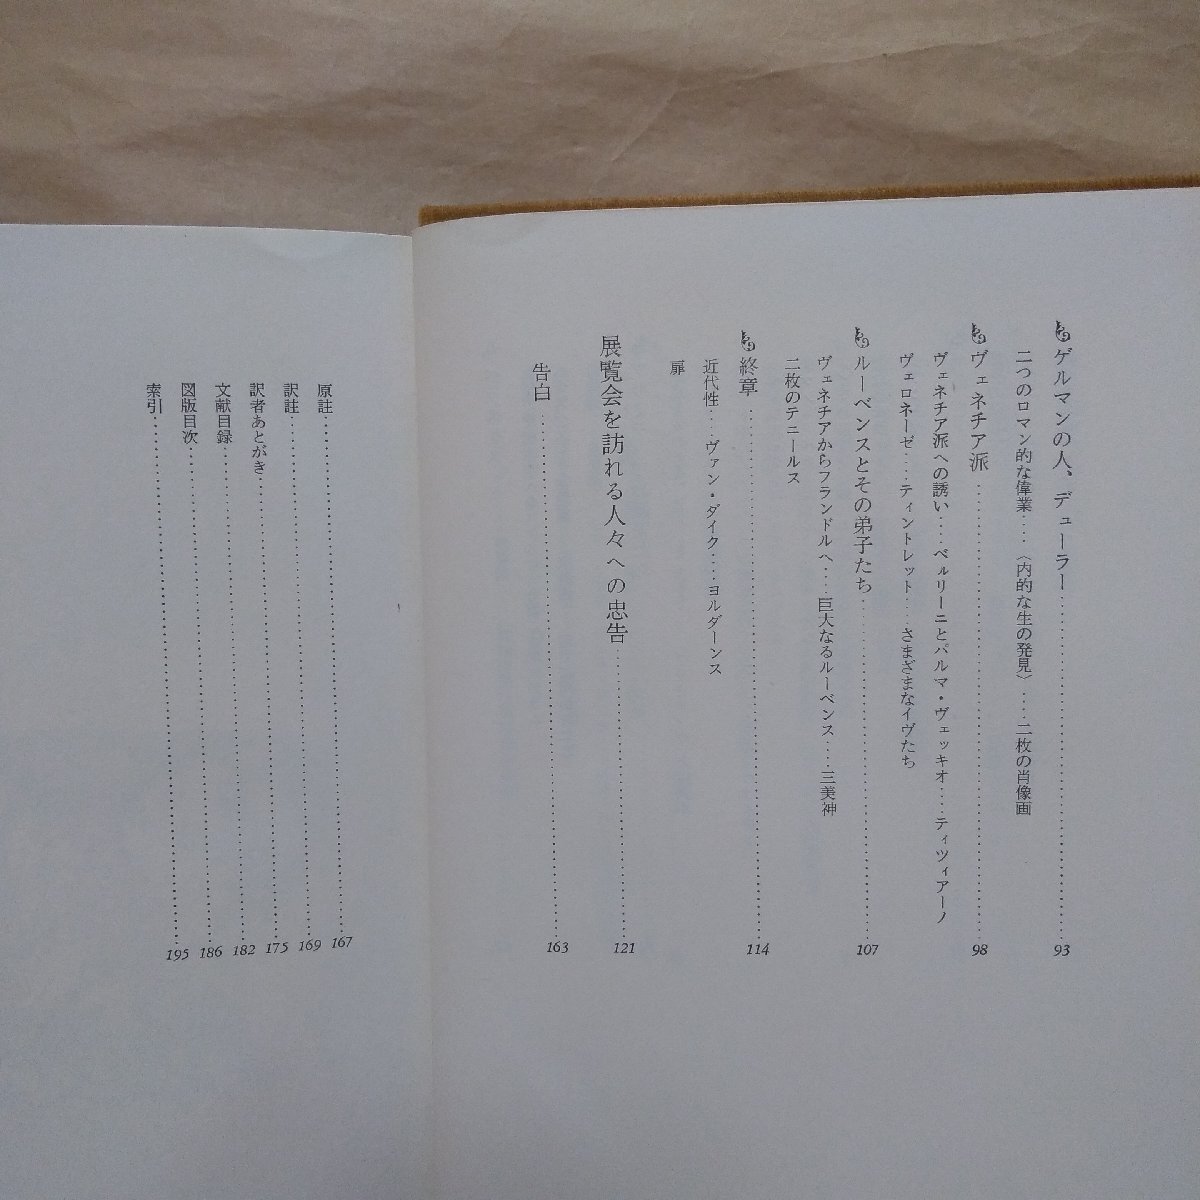 ゲルマンの人、デューラー……93
二つのロマン的な偉業‥‥〈内的な生の発見〉‥‥二枚の肖像画
ヴェネチア派……98
ヴェネチア派への誘い‥‥ベルリーニとパルマ・ヴェッキオ‥‥ティツィアーノ
ヴェロネーゼ‥‥ティントレット‥‥さまざまなイヴたち
ルーベンスとその弟子たち……107
ヴェネチアからフランドルへ‥‥巨大なるルーベンス‥‥三美神
二枚のテニールス
終章……114
近代性‥‥ヴァン・ダイク‥‥ヨルダーンス
扉
展覧会を訪れる人々への忠告……121
告白……163
原註……167
訳註……169
訳者あとがき……175
文献目録……182
図版目次……186
索引……195